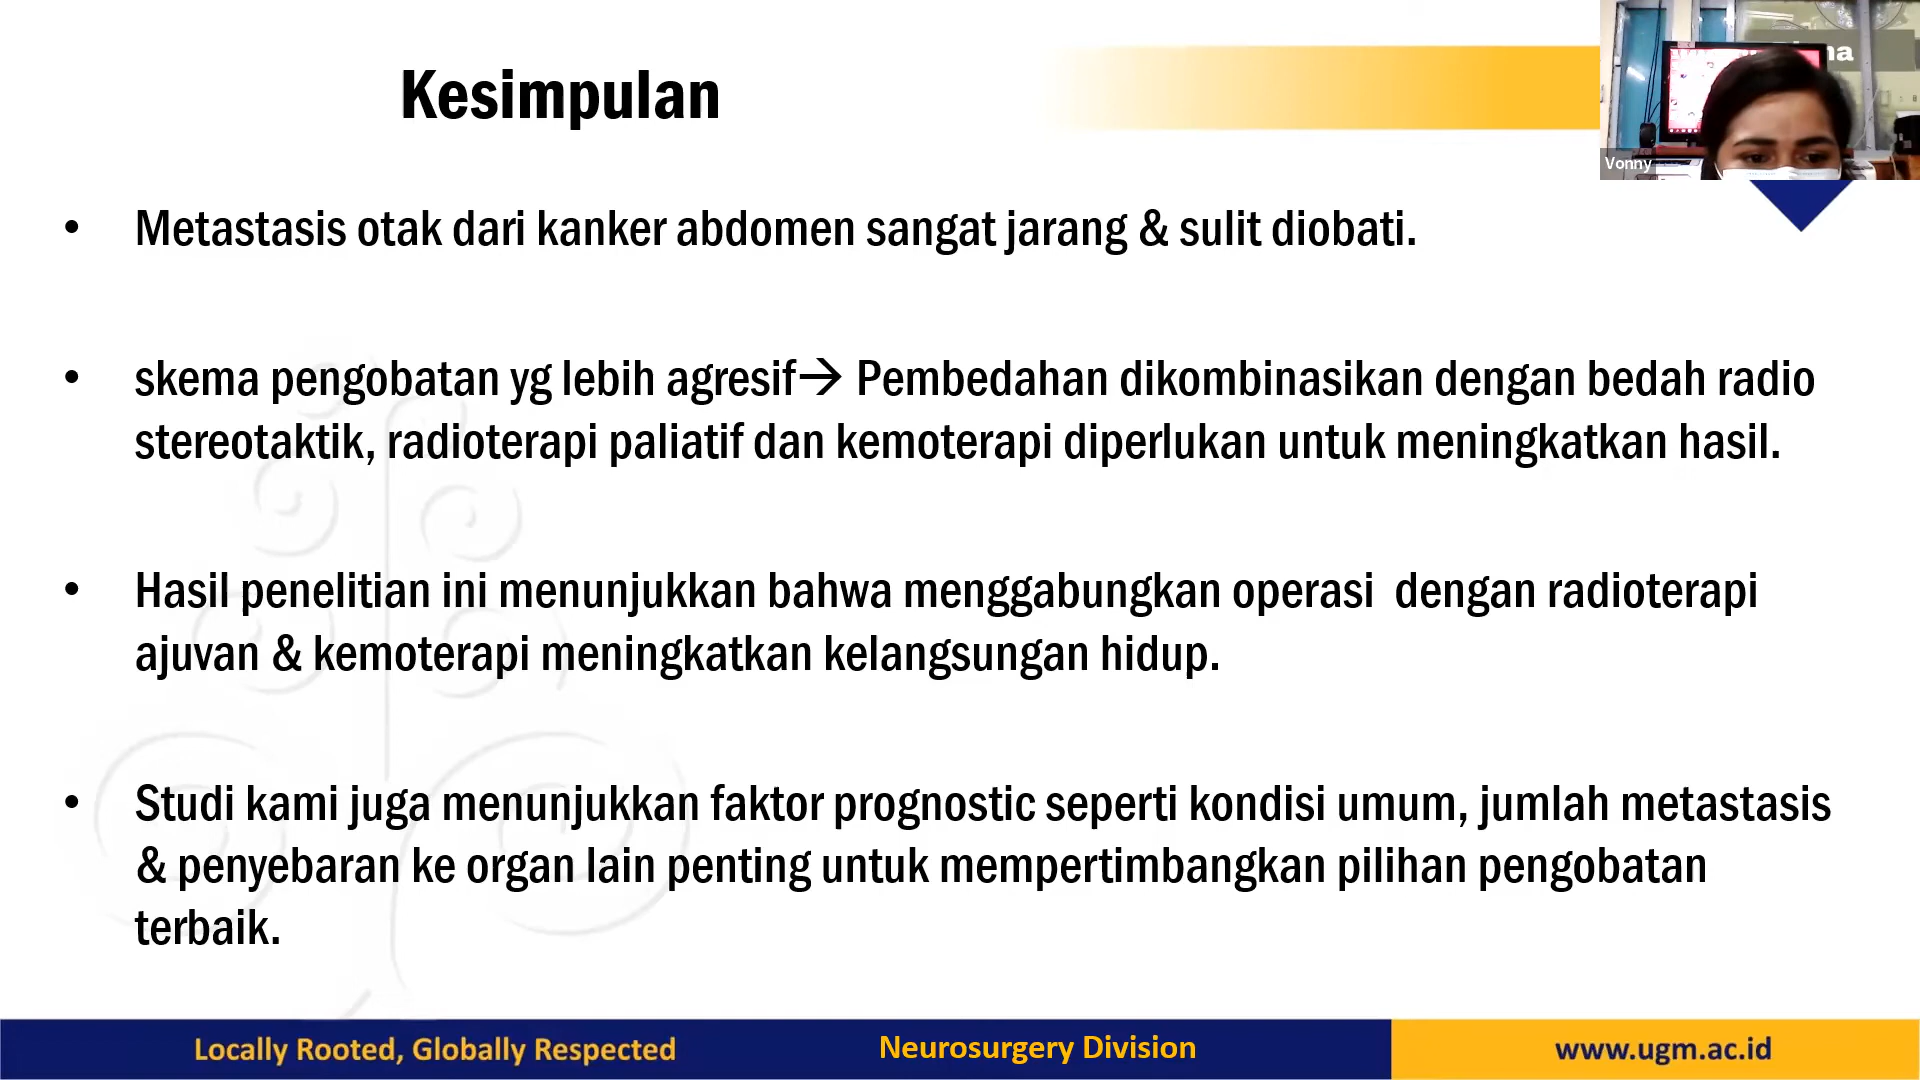 Kesimpulan
na
Vonny
• Metastasis otak dari kanker abdomen sangat jarang & sulit diobati.
• skema pengobatan yg lebih agresif→ Pembedahan dikombinasikan dengan bedah radio
stereotaktik, radioterapi paliatif dan kemoterapi diperlukan untuk meningkatkan hasil.
• Hasil penelitian ini menunjukkan bahwa menggabungkan operasi  dengan radioterapi
ajuvan & kemoterapi meningkatkan kelangsungan hidup.
• Studi kami juga menunjukkan faktor prognostic seperti kondisi umum, jumlah metastasis
& penyebaran ke organ lain penting untuk mempertimbangkan pilihan pengobatan
terbaik.
Locally Rooted, Globally Respected
Neurosurgery Division
www.ugm.ac.id